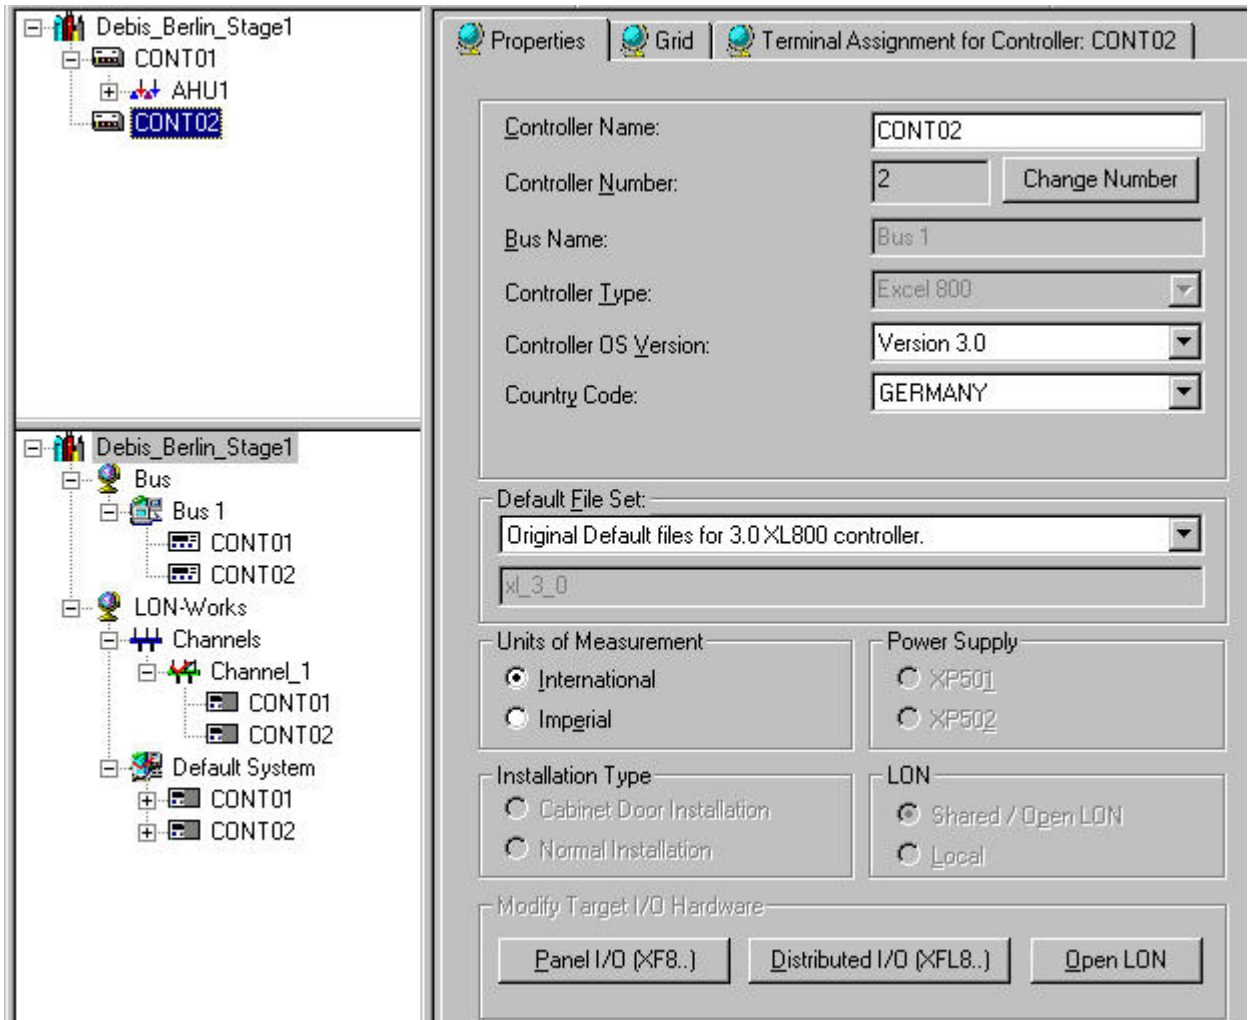 Debis_Berlin_Stage1
CONT01
AHU1
CONT02
Debis_Berlin_Stage1
Bus
Bus 1
CONT01
CONT02
LON-Works
Channels
Channel_1
CONT01
CONT02
Default System
CONT01
CONT02
Properties Grid Terminal Assignment for Controller: CONT02
Controller Name: CONT02
Controller Number: 2 Change Number
Bus Name: Bus 1
Controller Type: Excel 800
Controller OS Version: Version 3.0
Country Code: GERMANY
Default File Set:
Original Default files for 3.0 XL800 controller.
xl_3_0
Units of Measurement
International
Imperial
Power Supply
XP501
XP502
Installation Type
Cabinet Door Installation
Normal Installation
LON
Shared / Open LON
Local
Modify Target I/O Hardware
Panel I/O (XF8..) Distributed I/O (XFL8..) Open LON